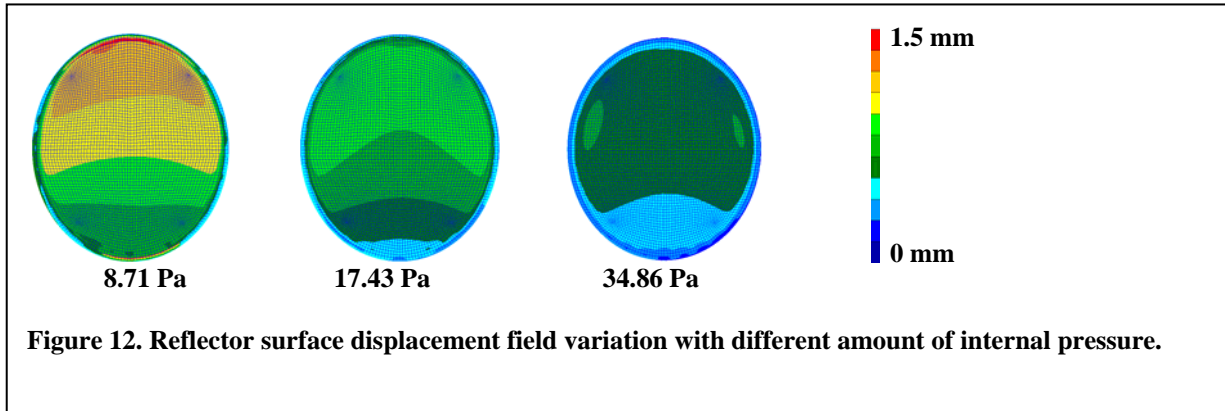 1.5 mm
0 mm
8.71 Pa 17.43 Pa 34.86 Pa
Figure 12. Reflector surface displacement field variation with different amount of internal pressure.